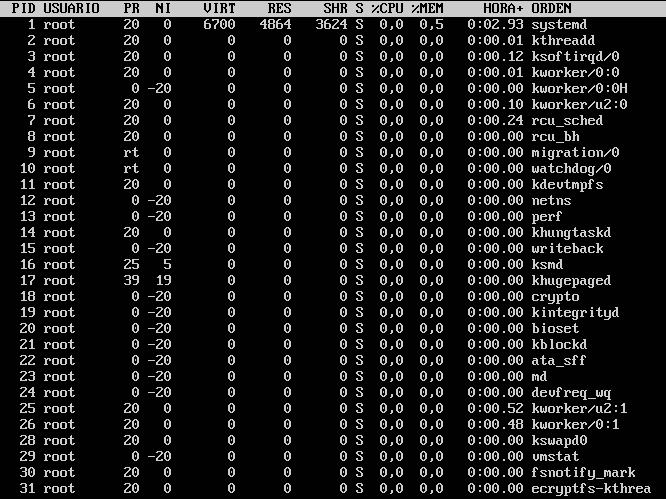 PID USUARIO PR NI VIRT RES SHR S %CPU %MEM HORA+ ORDEN
1 root 20 0 6700 4864 3624 S 0,0 0,5 0:02.93 systemd
2 root 20 0 0 0 0 S 0,0 0,0 0:00.01 kthreadd
3 root 20 0 0 0 0 S 0,0 0,0 0:00.12 ksoftirqd/0
4 root 20 0 0 0 0 S 0,0 0,0 0:00.01 kworker/0:0
5 root 0 -20 0 0 0 S 0,0 0,0 0:00.00 kworker/0:0H
6 root 20 0 0 0 0 S 0,0 0,0 0:00.10 kworker/u2:0
7 root 20 0 0 0 0 S 0,0 0,0 0:00.24 rcu_sched
8 root 20 0 0 0 0 S 0,0 0,0 0:00.00 rcu_bh
9 root rt 0 0 0 0 S 0,0 0,0 0:00.00 migration/0
10 root rt 0 0 0 0 S 0,0 0,0 0:00.00 watchdog/0
11 root 20 0 0 0 0 S 0,0 0,0 0:00.00 kdevtmpfs
12 root 0 -20 0 0 0 S 0,0 0,0 0:00.00 netns
13 root 0 -20 0 0 0 S 0,0 0,0 0:00.00 perf
14 root 20 0 0 0 0 S 0,0 0,0 0:00.00 khungtaskd
15 root 0 -20 0 0 0 S 0,0 0,0 0:00.00 writeback
16 root 25 5 0 0 0 S 0,0 0,0 0:00.00 ksmd
17 root 39 19 0 0 0 S 0,0 0,0 0:00.00 khugepaged
18 root 0 -20 0 0 0 S 0,0 0,0 0:00.00 crypto
19 root 0 -20 0 0 0 S 0,0 0,0 0:00.00 kintegrityd
20 root 0 -20 0 0 0 S 0,0 0,0 0:00.00 bioset
21 root 0 -20 0 0 0 S 0,0 0,0 0:00.00 kblockd
22 root 0 -20 0 0 0 S 0,0 0,0 0:00.00 ata_sff
23 root 0 -20 0 0 0 S 0,0 0,0 0:00.00 md
24 root 0 -20 0 0 0 S 0,0 0,0 0:00.00 devfreq_wq
25 root 20 0 0 0 0 S 0,0 0,0 0:00.52 kworker/u2:1
26 root 20 0 0 0 0 S 0,0 0,0 0:00.48 kworker/0:1
28 root 20 0 0 0 0 S 0,0 0,0 0:00.00 kswapd0
29 root 0 -20 0 0 0 S 0,0 0,0 0:00.00 vmstat
30 root 20 0 0 0 0 S 0,0 0,0 0:00.00 fsnotify_mark
31 root 20 0 0 0 0 S 0,0 0,0 0:00.00 ecryptfs-kthrea